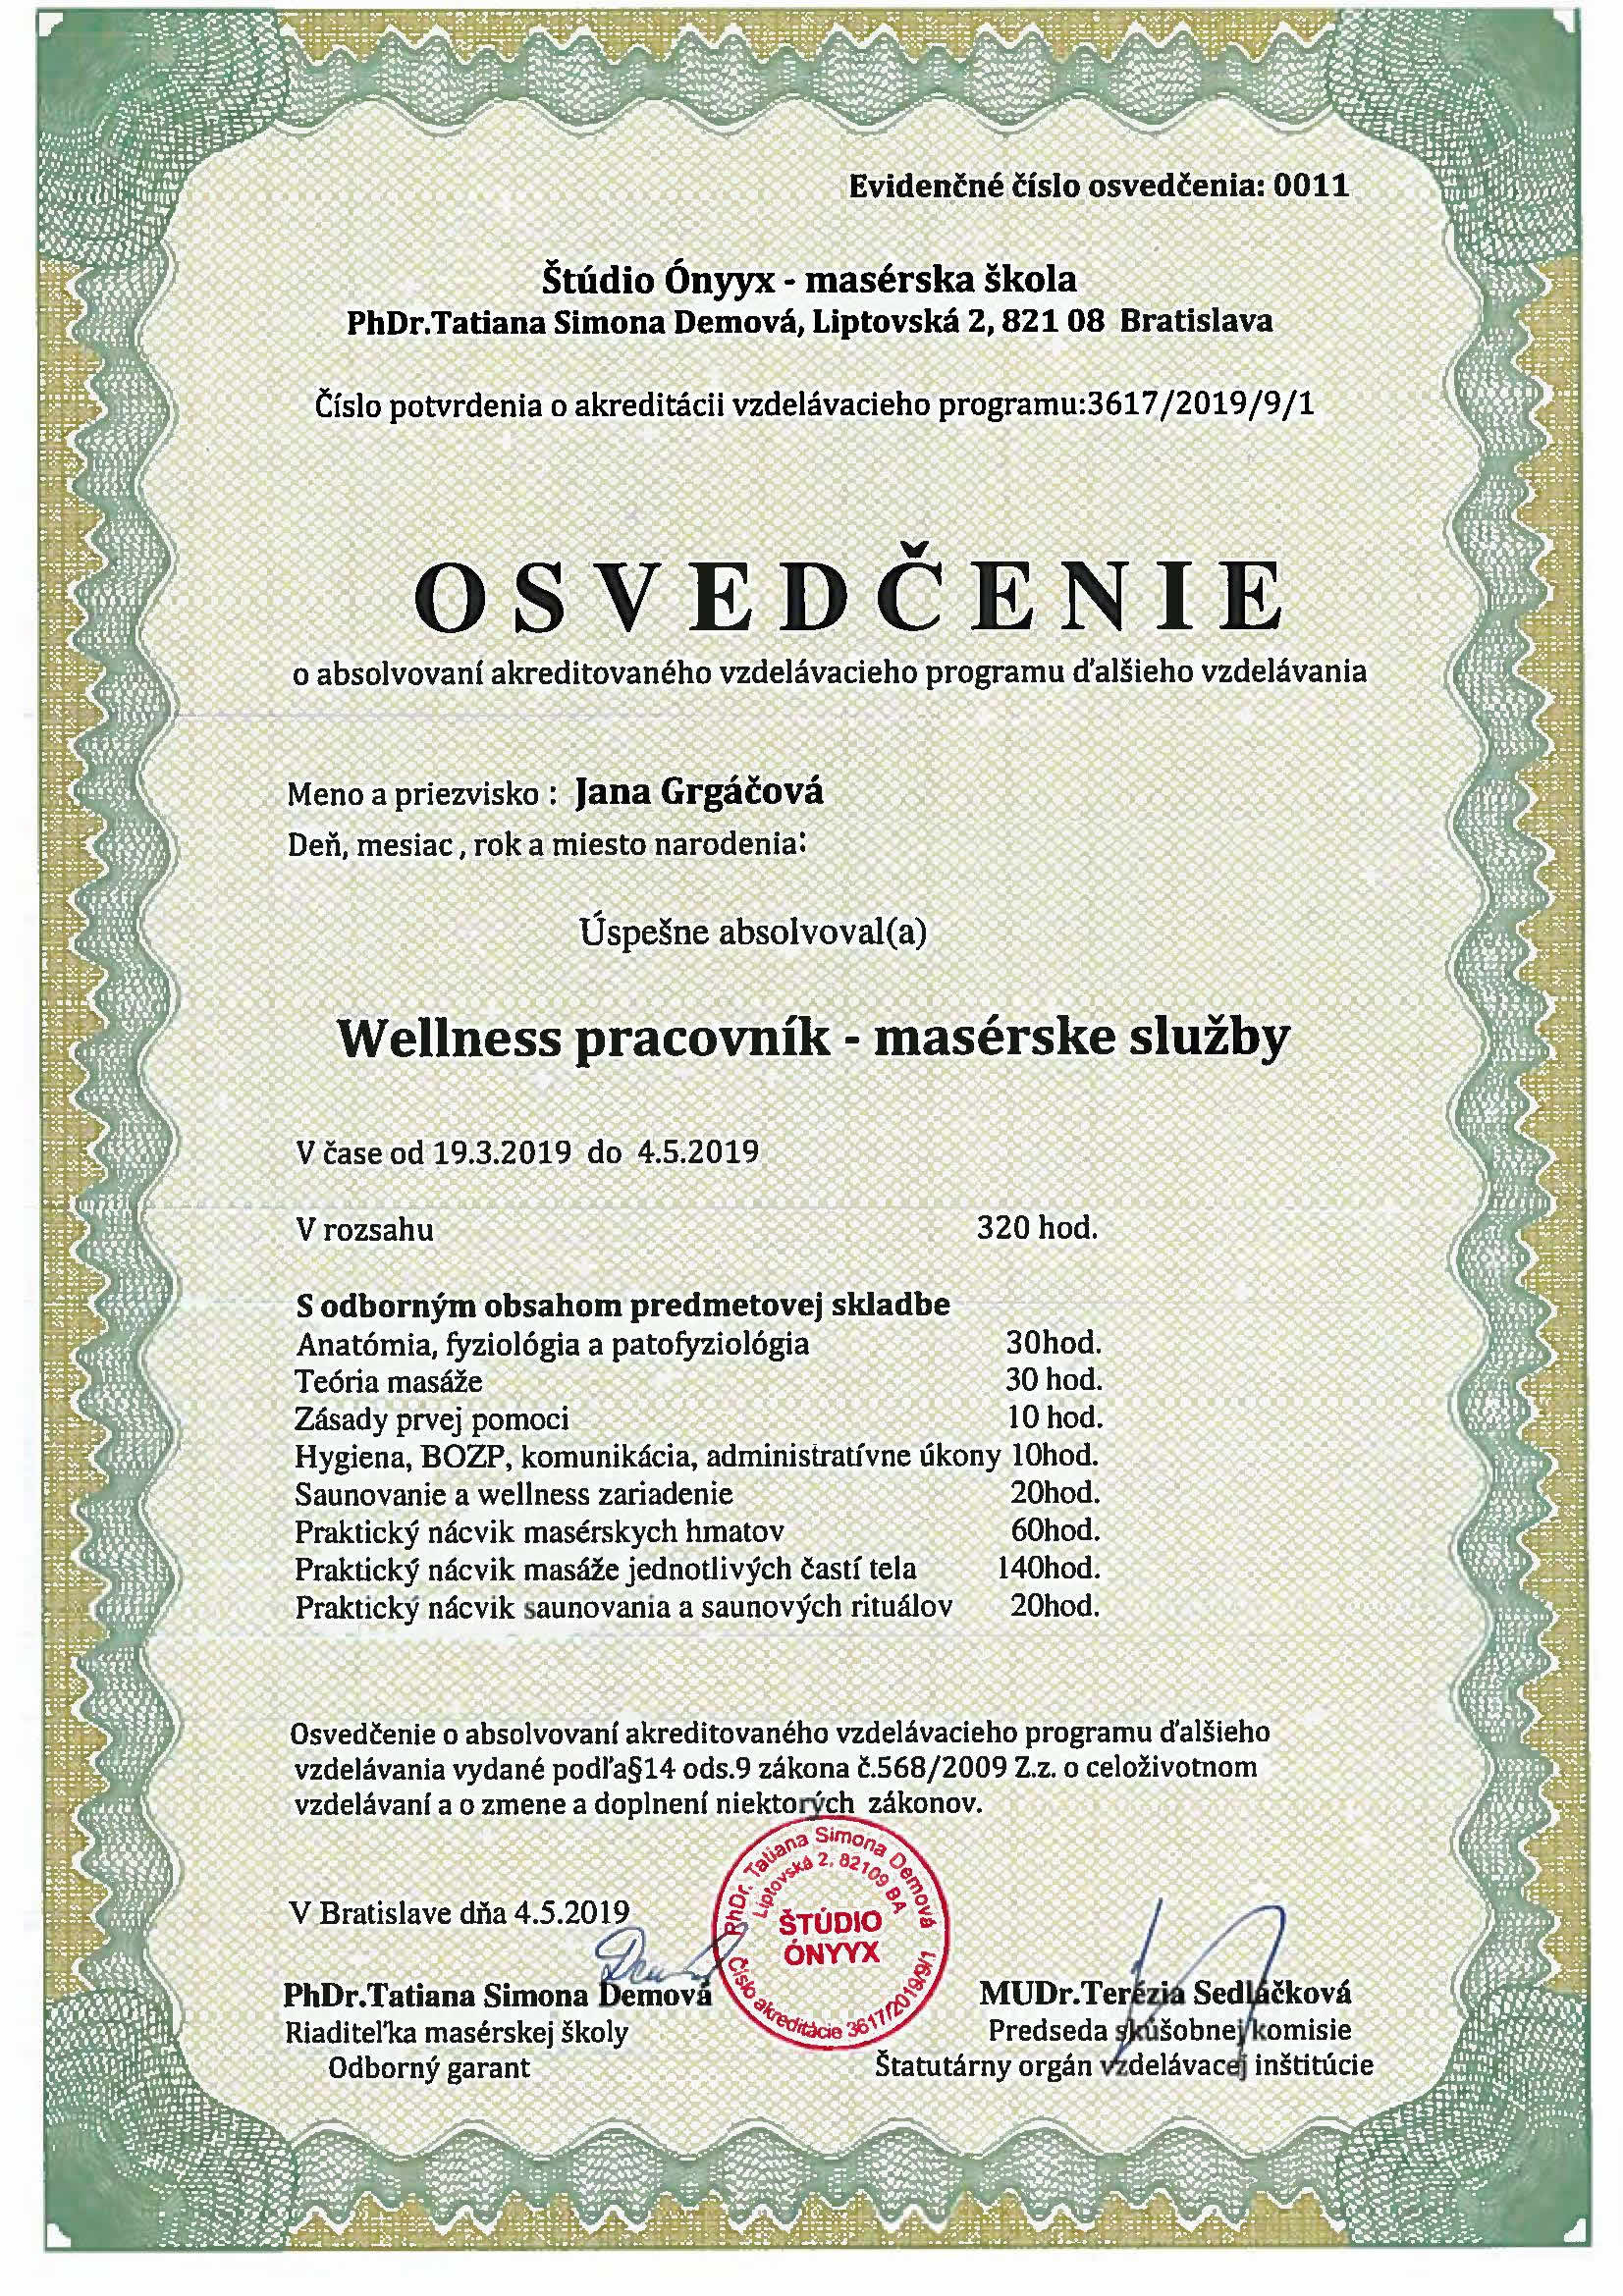 Evidenčné číslo osvedčenia: 0011
Štúdio Ónyyx - masérska škola
PhDr.Tatiana Simona Demová, Liptovská 2, 821 08 Bratislava
Číslo potvrdenia o akreditácii vzdelávacieho programu:3617/2019/9/1
OSVEDČENIE
o absolvovaní akreditovaného vzdelávacieho programu ďalšieho vzdelávania
Meno a priezvisko : Jana Grgáčová
Deň, mesiac , rok a miesto narodenia:
Úspešne absolvoval(a)
Wellness pracovník - masérske služby
V čase od 19.3.2019 do 4.5.2019
V rozsahu 320 hod.
S odborným obsahom predmetovej skladbe
Anatómia, fyziológia a patofyziológia 30hod.
Teória masáže 30 hod.
Zásady prvej pomoci 10 hod.
Hygiena, BOZP, komunikácia, administratívne úkony 10hod.
Saunovanie a wellness zariadenie 20hod.
Praktický nácvik masérskych hmatov 60hod.
Praktický nácvik masáže jednotlivých častí tela 140hod.
Praktický nácvik saunovania a saunových rituálov 20hod.
Osvedčenie o absolvovaní akreditovaného vzdelávacieho programu ďalšieho
vzdelávania vydané podľa§14 ods.9 zákona č.568/2009 Z.z. o celoživotnom
vzdelávaní a o zmene a doplnení niektorých zákonov.
PhDr. Tatiana Simona Demová
Liptovská 2, 82109 BA
ŠTÚDIO
ÓNYYX
Číslo akreditácie 3617/2019/9/1
V Bratislave dňa 4.5.2019
PhDr.Tatiana Simona Demová
Riaditeľka masérskej školy
Odborný garant
MUDr.Terézia Sedláčková
Predseda skúšobnej komisie
Štatutárny orgán vzdelávacej inštitúcie